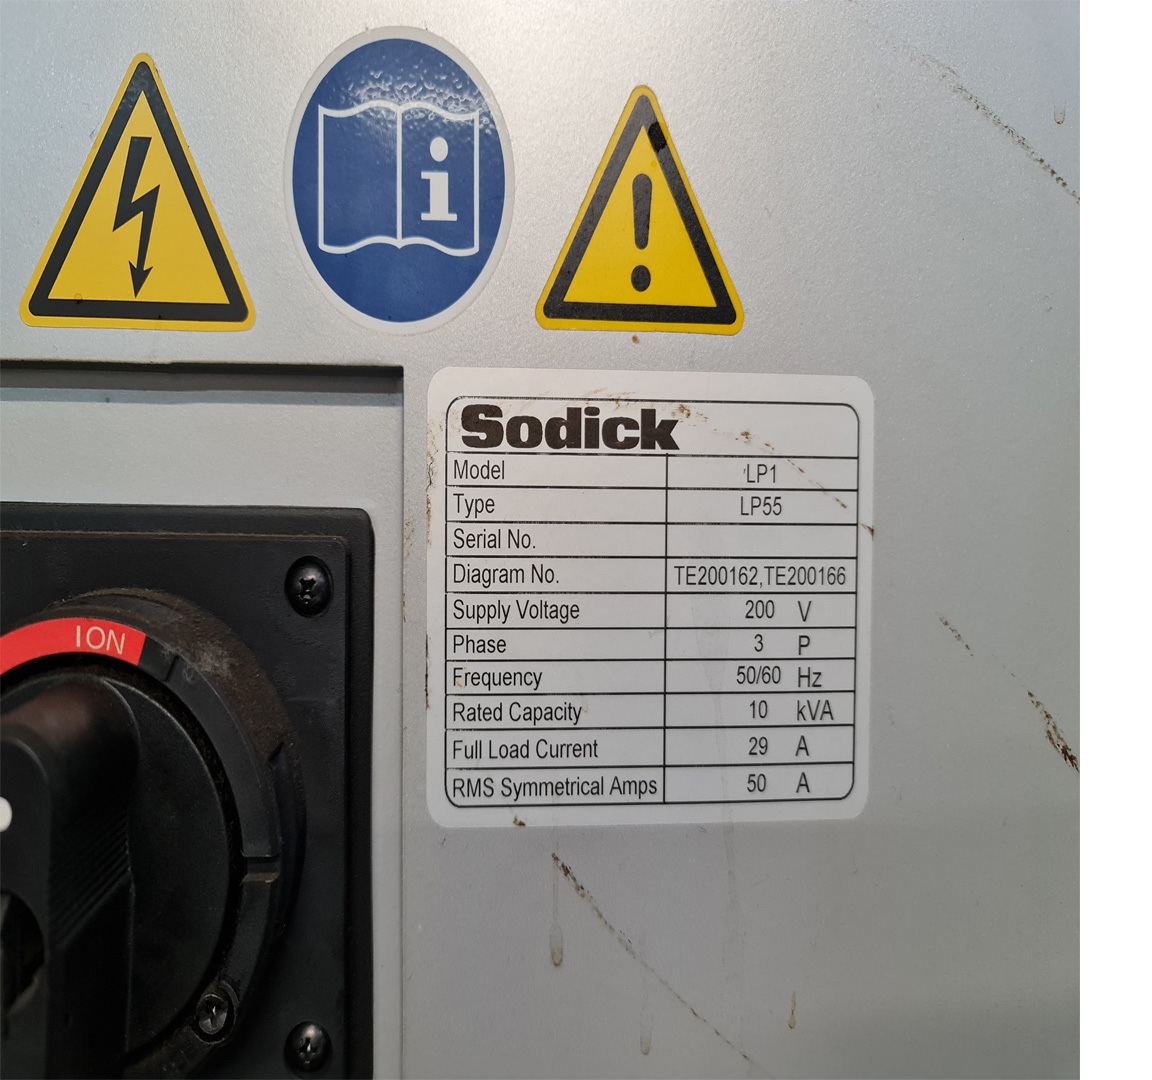 Sodick
Model LP1
Type LP55
Serial No.
Diagram No. TE200162,TE200166
Supply Voltage 200 V
Phase 3 P
Frequency 50/60 Hz
Rated Capacity 10 kVA
Full Load Current 29 A
RMS Symmetrical Amps 50 A
I ON